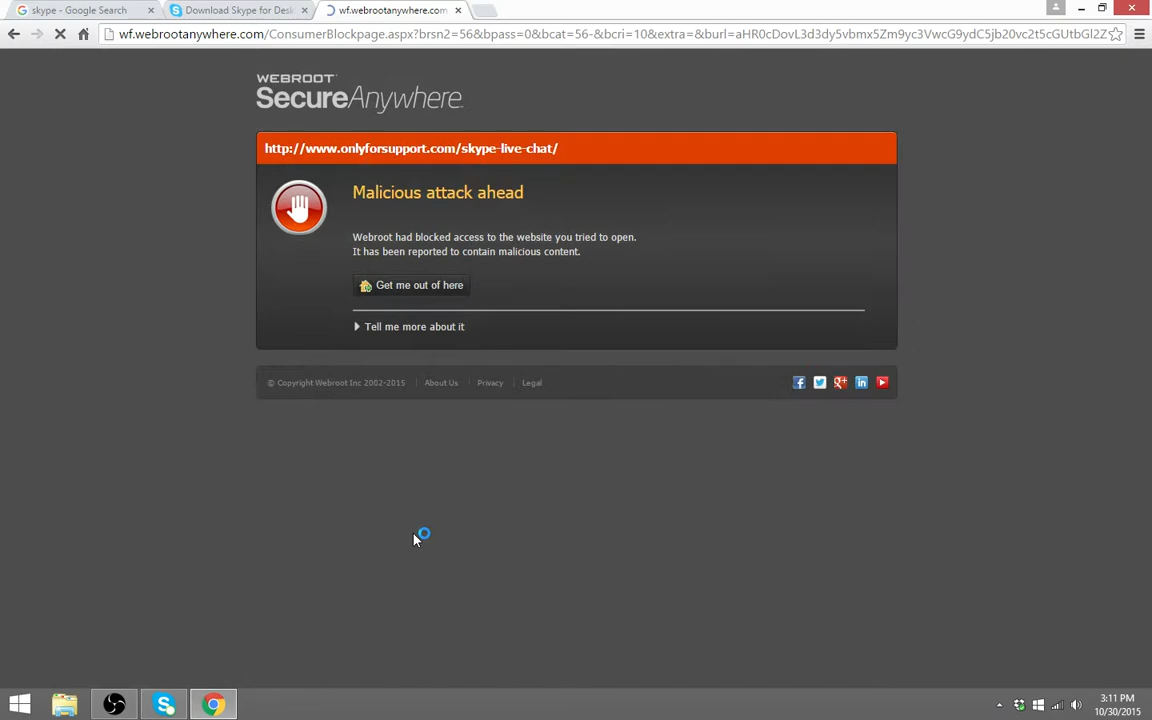 skype - Google Search
Download Skype for Desk
wf.webrootanywhere.com
wf.webrootanywhere.com/ConsumerBlockpage.aspx?brsn2=56&bpass=0&bcat=56-&bcri=10&extra=&burl=aHR0cDovL3d3dy5vbmx5Zm9yc3VwcG9ydC5jb20vc2t5cGUtbGl2Z
WEBROOT
SecureAnywhere
http://www.onlyforsupport.com/skype-live-chat/
Malicious attack ahead
Webroot had blocked access to the website you tried to open.
It has been reported to contain malicious content.
Get me out of here
Tell me more about it
© Copyright Webroot Inc 2002-2015 | About Us | Privacy | Legal
3:11 PM
10/30/2015